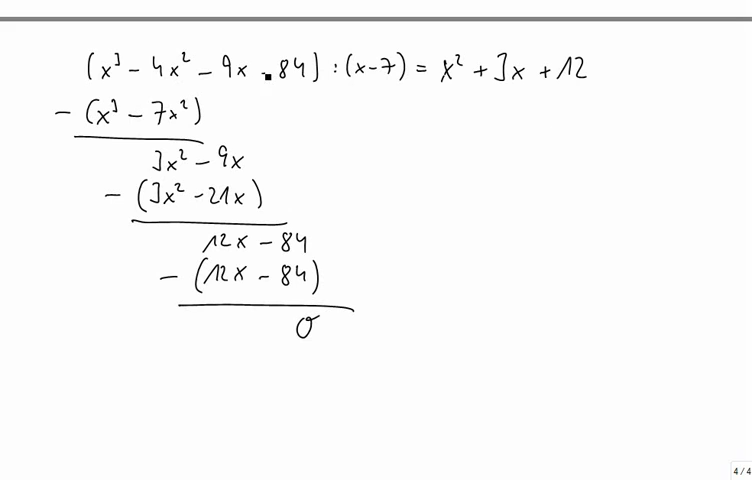 (x³ - 4x² - 9x - 84) : (x-7) = x² + 3x + 12
- (x³ - 7x²)
3x² - 9x
- (3x² - 21x)
12x - 84
- (12x - 84)
0
4/4